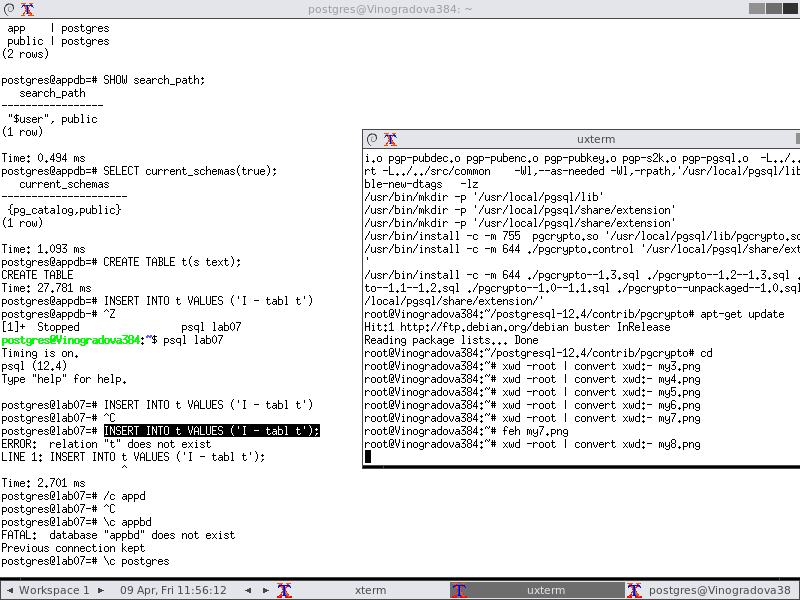 postgres@Vinogradova384: ~
 app    | postgres
 public | postgres
(2 rows)
postgres@appdb=# SHOW search_path;
   search_path
-----------------
 "$user", public
(1 row)
Time: 0.494 ms
postgres@appdb=# SELECT current_schemas(true);
   current_schemas
---------------------
 {pg_catalog,public}
(1 row)
Time: 1.093 ms
postgres@appdb=# CREATE TABLE t(s text);
CREATE TABLE
Time: 27.781 ms
postgres@appdb=# INSERT INTO t VALUES ('I - tabl t')
postgres@appdb-# ^Z
[1]+  Stopped                 psql lab07
postgres@Vinogradova384:~$ psql lab07
Timing is on.
psql (12.4)
Type "help" for help.
postgres@lab07=# INSERT INTO t VALUES ('I - tabl t')
postgres@lab07-# ^C
postgres@lab07=# INSERT INTO t VALUES ('I - tabl t');
ERROR:  relation "t" does not exist
LINE 1: INSERT INTO t VALUES ('I - tabl t');
                    ^
Time: 2.701 ms
postgres@lab07=# /c appd
postgres@lab07-# ^C
postgres@lab07=# \c appbd
FATAL:  database "appbd" does not exist
Previous connection kept
postgres@lab07=# \c postgres
uxterm
i.o pgp-pubdec.o pgp-pubenc.o pgp-pubkey.o pgp-s2k.o pgp-pgsql.o  -L../..
rt -L../../src/common    -Wl,--as-needed -Wl,-rpath,'/usr/local/pgsql/lib
ble-new-dtags   -lz
/usr/bin/mkdir -p '/usr/local/pgsql/lib'
/usr/bin/mkdir -p '/usr/local/pgsql/share/extension'
/usr/bin/mkdir -p '/usr/local/pgsql/share/extension'
/usr/bin/install -c -m 755  pgcrypto.so '/usr/local/pgsql/lib/pgcrypto.so
/usr/bin/install -c -m 644 ./pgcrypto.control '/usr/local/pgsql/share/ext
'
/usr/bin/install -c -m 644 ./pgcrypto--1.3.sql ./pgcrypto--1.2--1.3.sql .
to--1.1--1.2.sql ./pgcrypto--1.0--1.1.sql ./pgcrypto--unpackaged--1.0.sql
/local/pgsql/share/extension/'
root@Vinogradova384:~/postgresql-12.4/contrib/pgcrypto# apt-get update
Hit:1 http://ftp.debian.org/debian buster InRelease
Reading package lists... Done
root@Vinogradova384:~/postgresql-12.4/contrib/pgcrypto# cd
root@Vinogradova384:~# xwd -root | convert xwd:- my3.png
root@Vinogradova384:~# xwd -root | convert xwd:- my4.png
root@Vinogradova384:~# xwd -root | convert xwd:- my5.png
root@Vinogradova384:~# xwd -root | convert xwd:- my6.png
root@Vinogradova384:~# xwd -root | convert xwd:- my7.png
root@Vinogradova384:~# feh my7.png
root@Vinogradova384:~# xwd -root | convert xwd:- my8.png
Workspace 1 09 Apr, Fri 11:56:12 xterm uxterm postgres@Vinogradova38